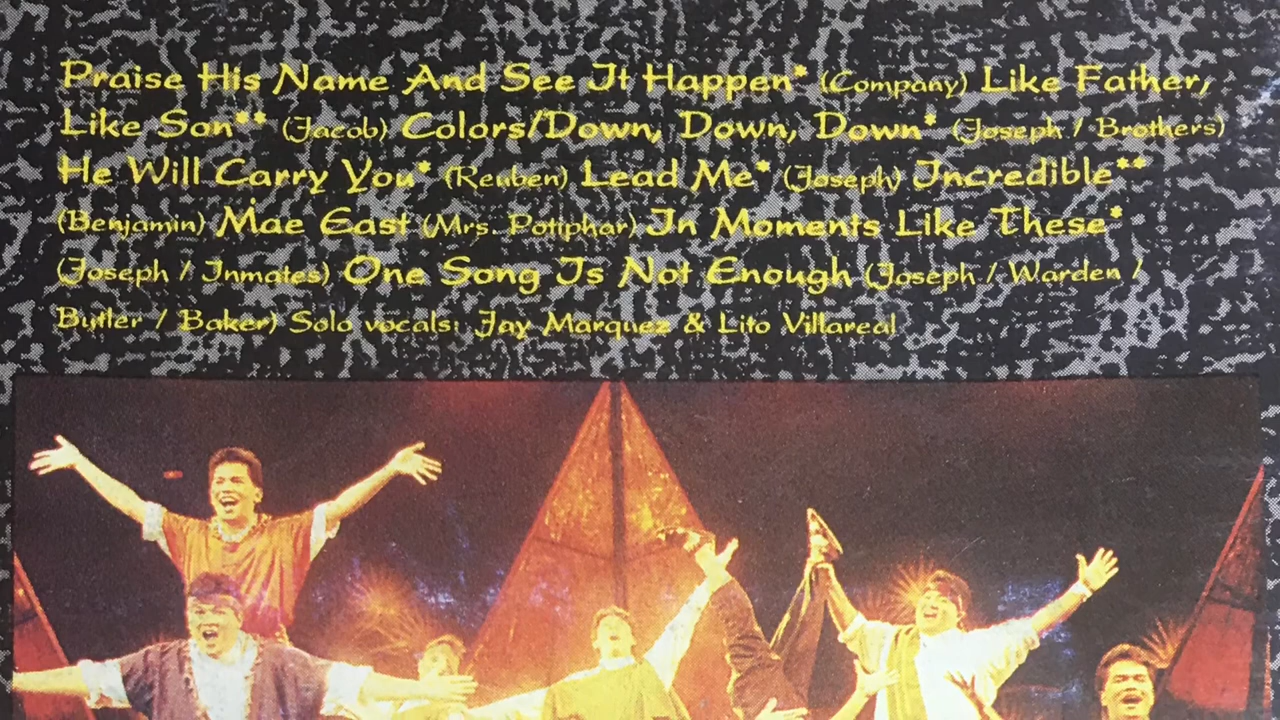 Praise His Name And See It Happen* (Company) Like Father,
Like Son** (Jacob) Colors/Down, Down, Down* (Joseph / Brothers)
He Will Carry You* (Reuben) Lead Me* (Joseph) Incredible**
(Benjamin) Mae East (Mrs. Potiphar) In Moments Like These*
(Joseph / Inmates) One Song Is Not Enough (Joseph / Warden /
Butler / Baker) Solo vocals: Jay Marquez & Lito Villareal